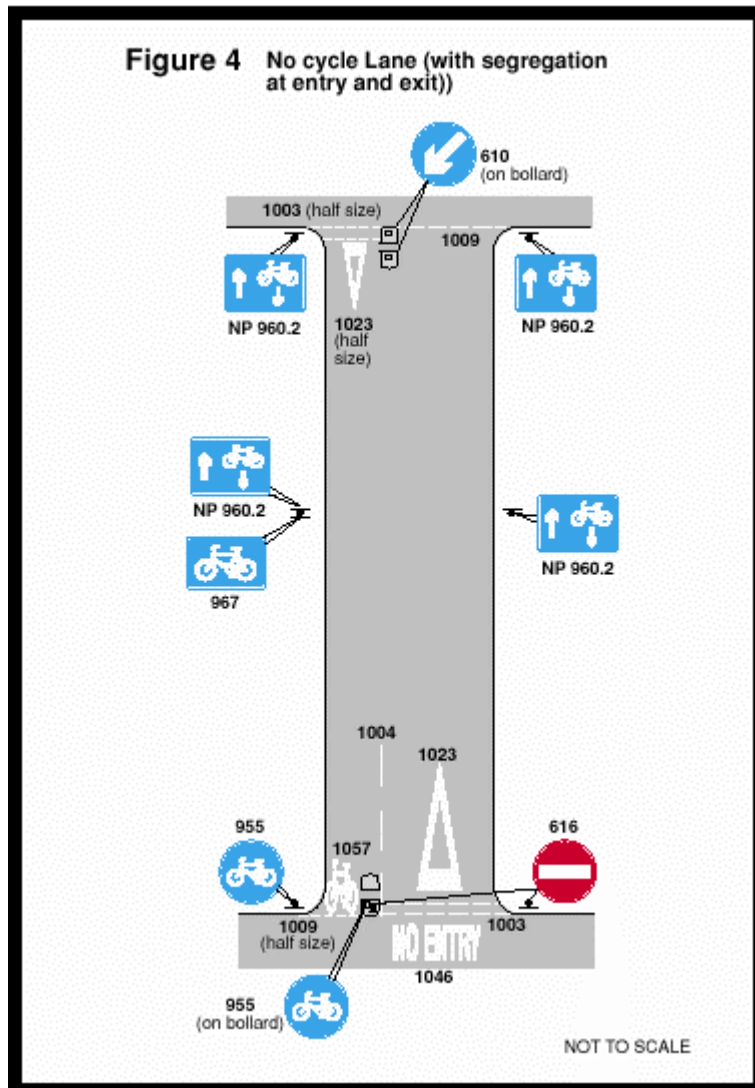 Figure 4 No cycle Lane (with segregation
at entry and exit))
610
(on bollard)
1003 (half size)
1009
NP 960.2
1023
(half
size)
NP 960.2
NP 960.2
967
NP 960.2
1004
1023
955
1057
616
1009
(half size)
NO ENTRY
1003
1046
955
(on bollard)
NOT TO SCALE